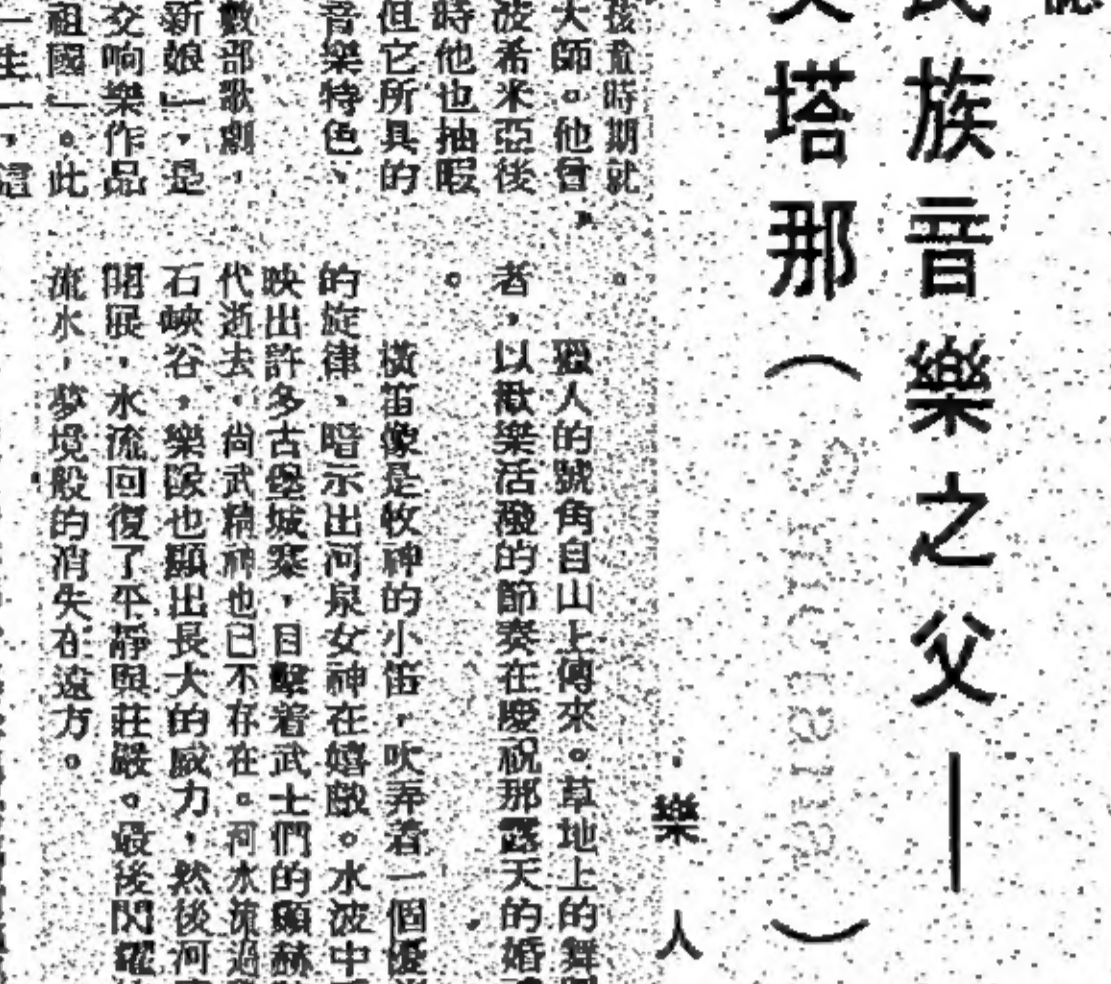 民族音樂之父——
塔那（Smetana）
樂人
孩童時期就
大師。他曾，
波希米亞後
時他也抽暇
但它所具的
音樂特色、
數部歌劇，
新娘」，是
交响樂作品
祖國」。此
一生一，這
。
獵人的號角自山上傳來。草地上的舞
者，以歡樂活潑的節奏在慶祝那露天的婚
。
橫笛像是牧神的小笛，吹弄着一個優
的旋律、暗示出河泉女神在嬉戲。水波中
映出許多古堡城寨，目擊着武士們的顯赫
代逝去，尚武精神也已不存在。河水流過
石峽谷，樂隊也顯出長大的威力，然後河
開展，水流回復了平靜與莊嚴。最後閃耀
流水，夢境般的消失在遠方。